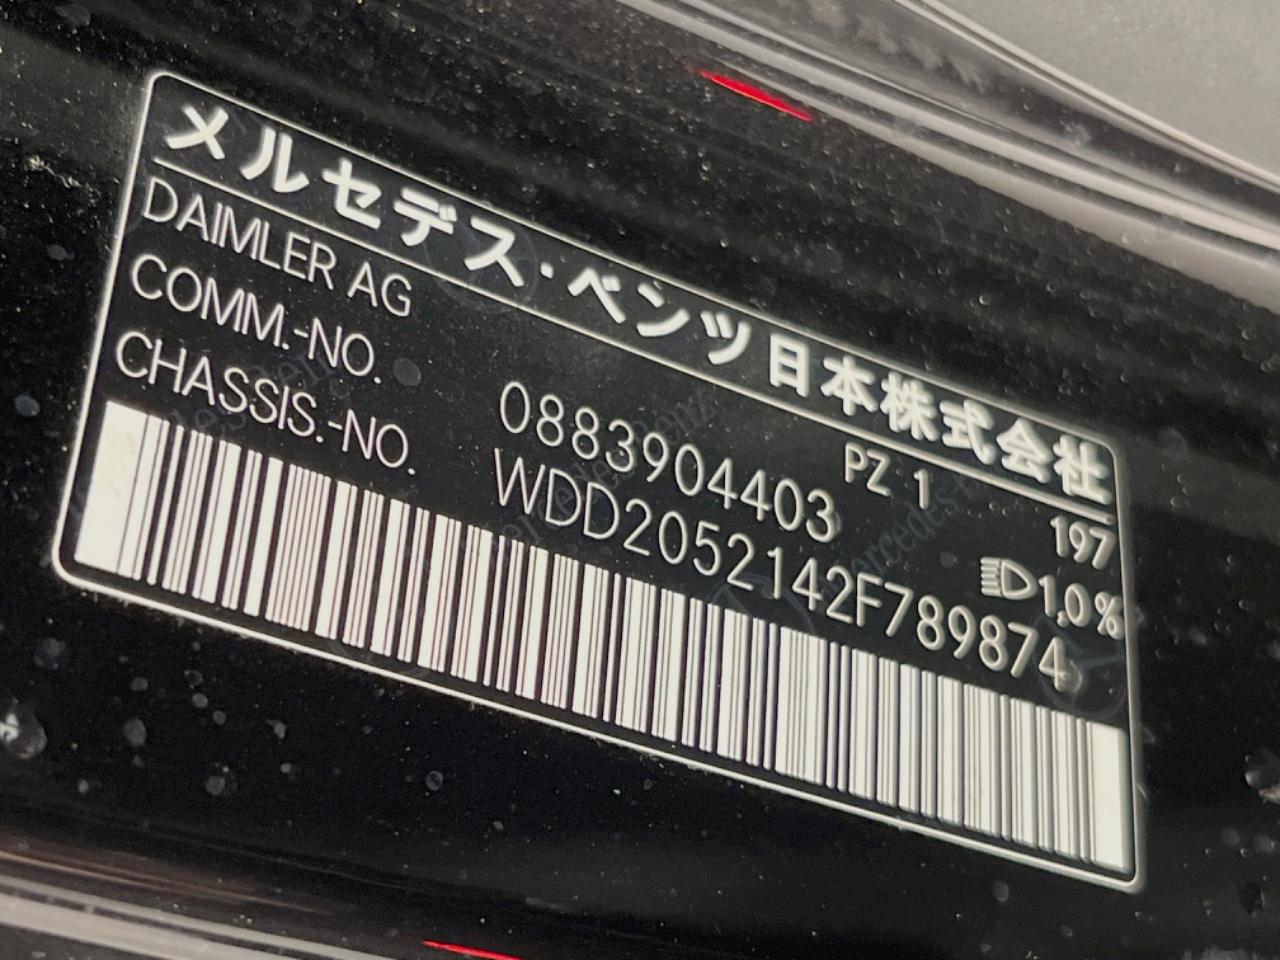 メルセデス・ベンツ日本株式会社
DAIMLER AG PZ 1 197
COMM.-NO. 0883904403 1,0%
CHASSIS.-NO. WDD2052142F789874